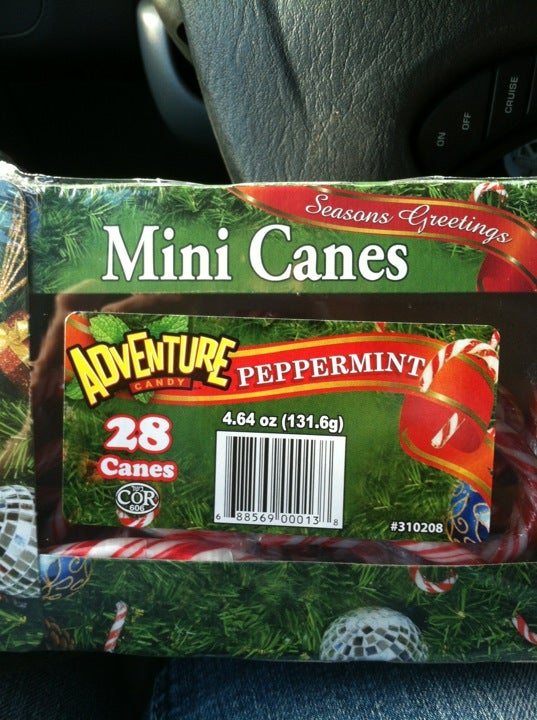 CRUISE
OFF
ON
Seasons Greetings
Mini Canes
ADVENTURE
CANDY
PEPPERMINT
28
Canes
4.64 oz (131.6g)
COR
606
6 88569 00013 8
#310208